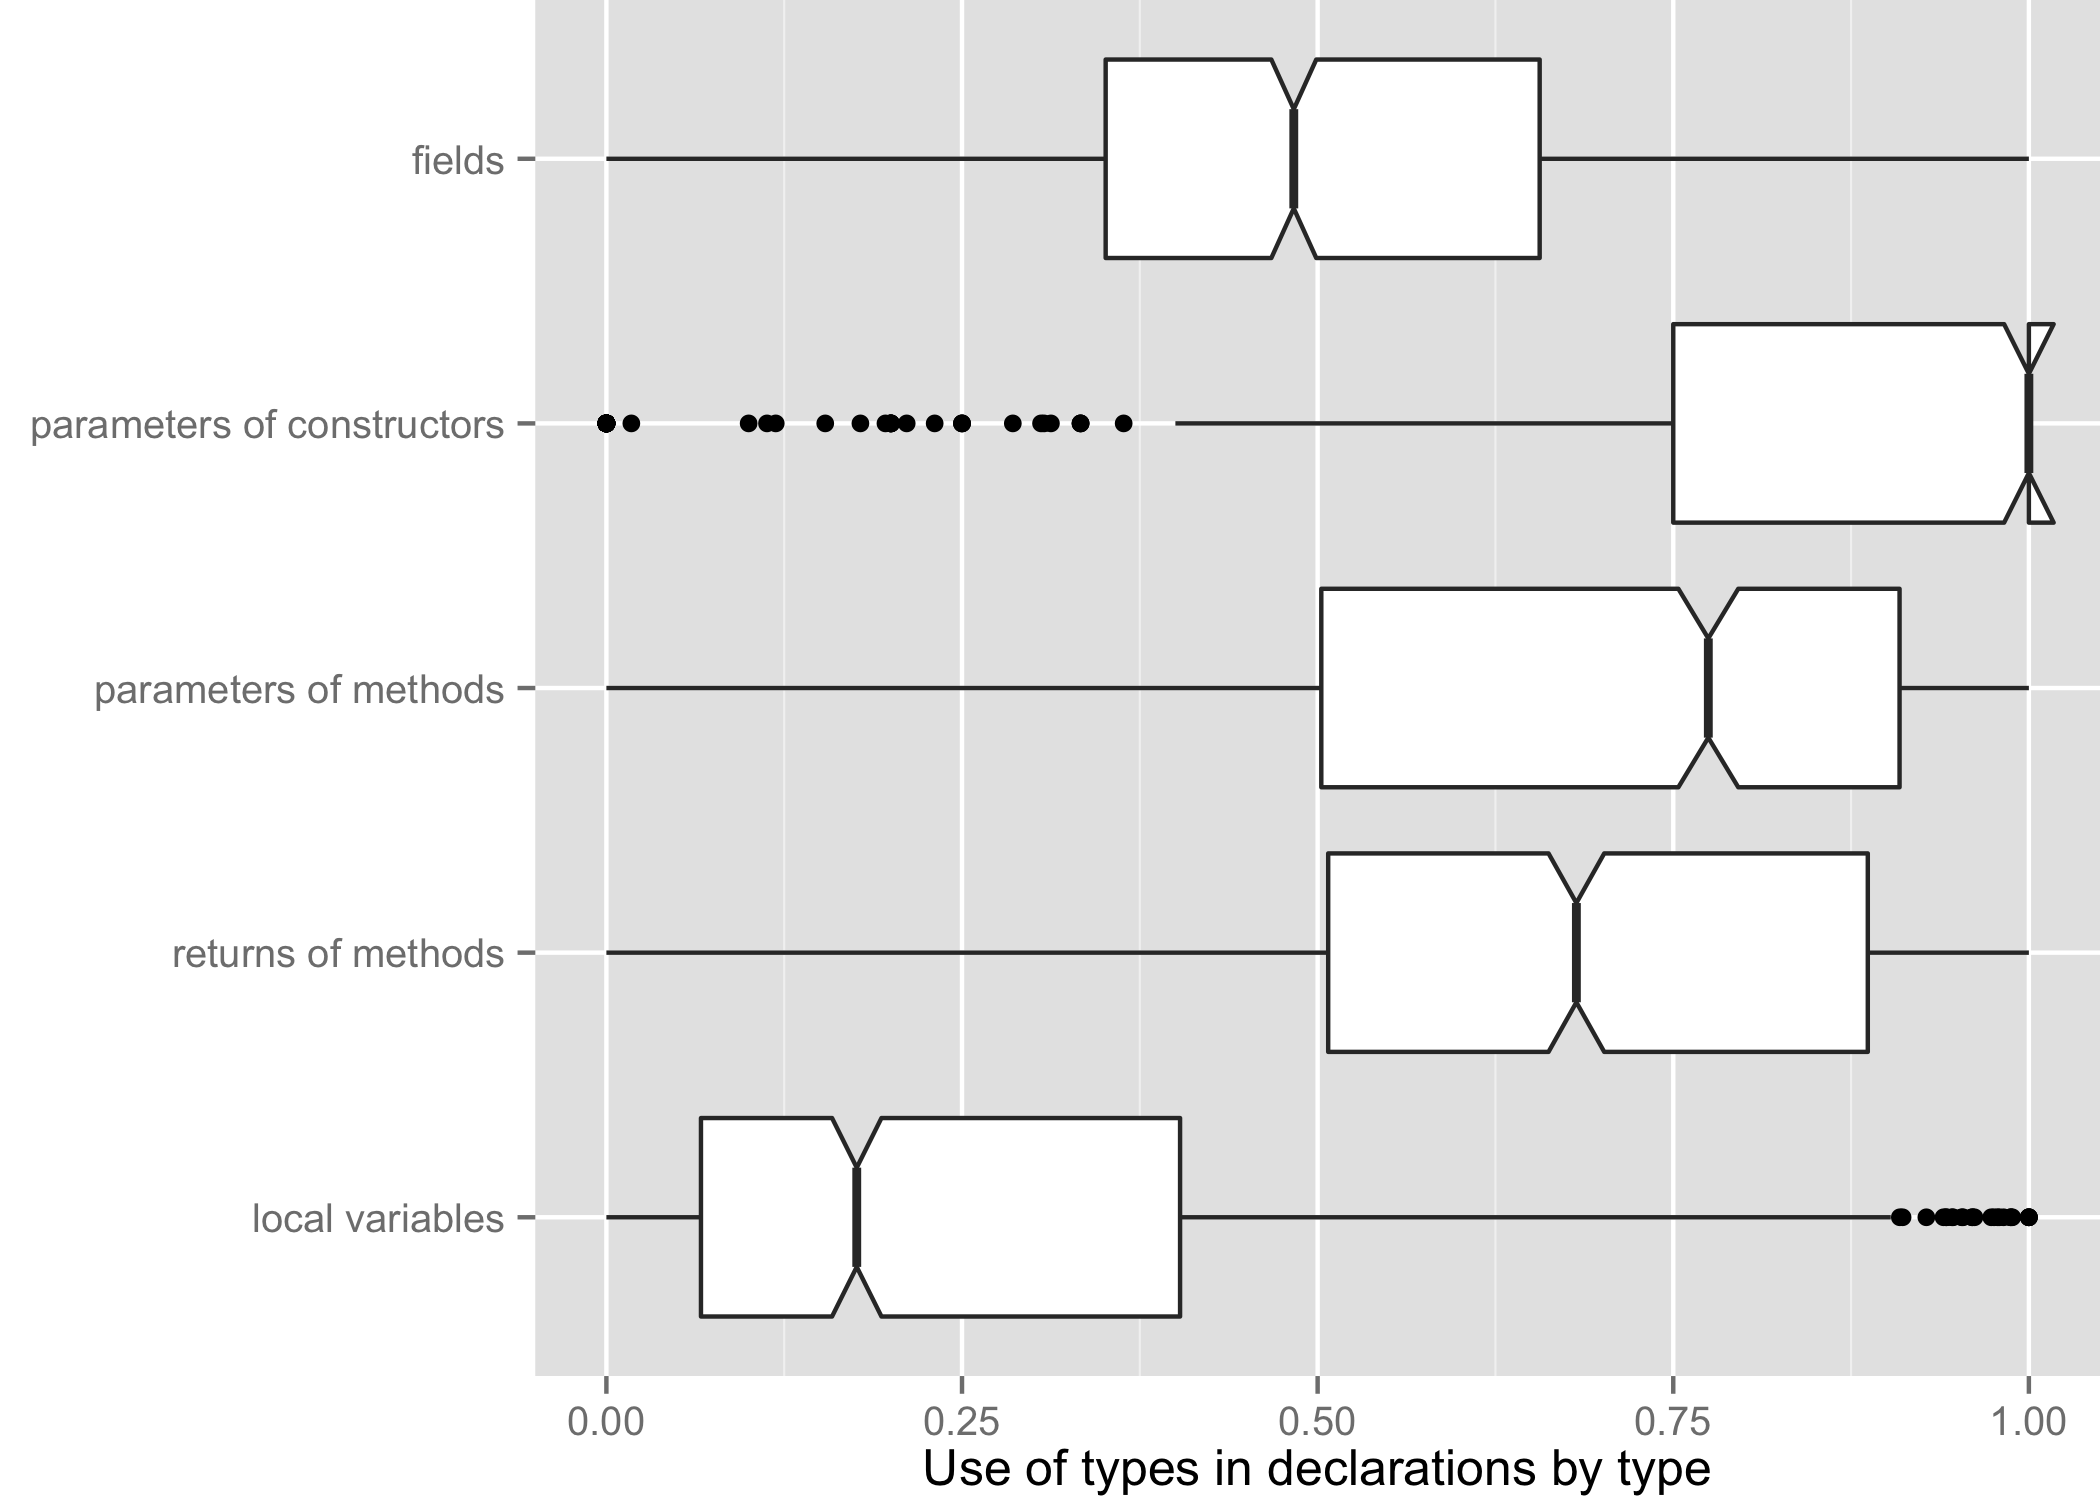 fields
parameters of constructors
parameters of methods
returns of methods
local variables
0.00 0.25 0.50 0.75 1.00
Use of types in declarations by type